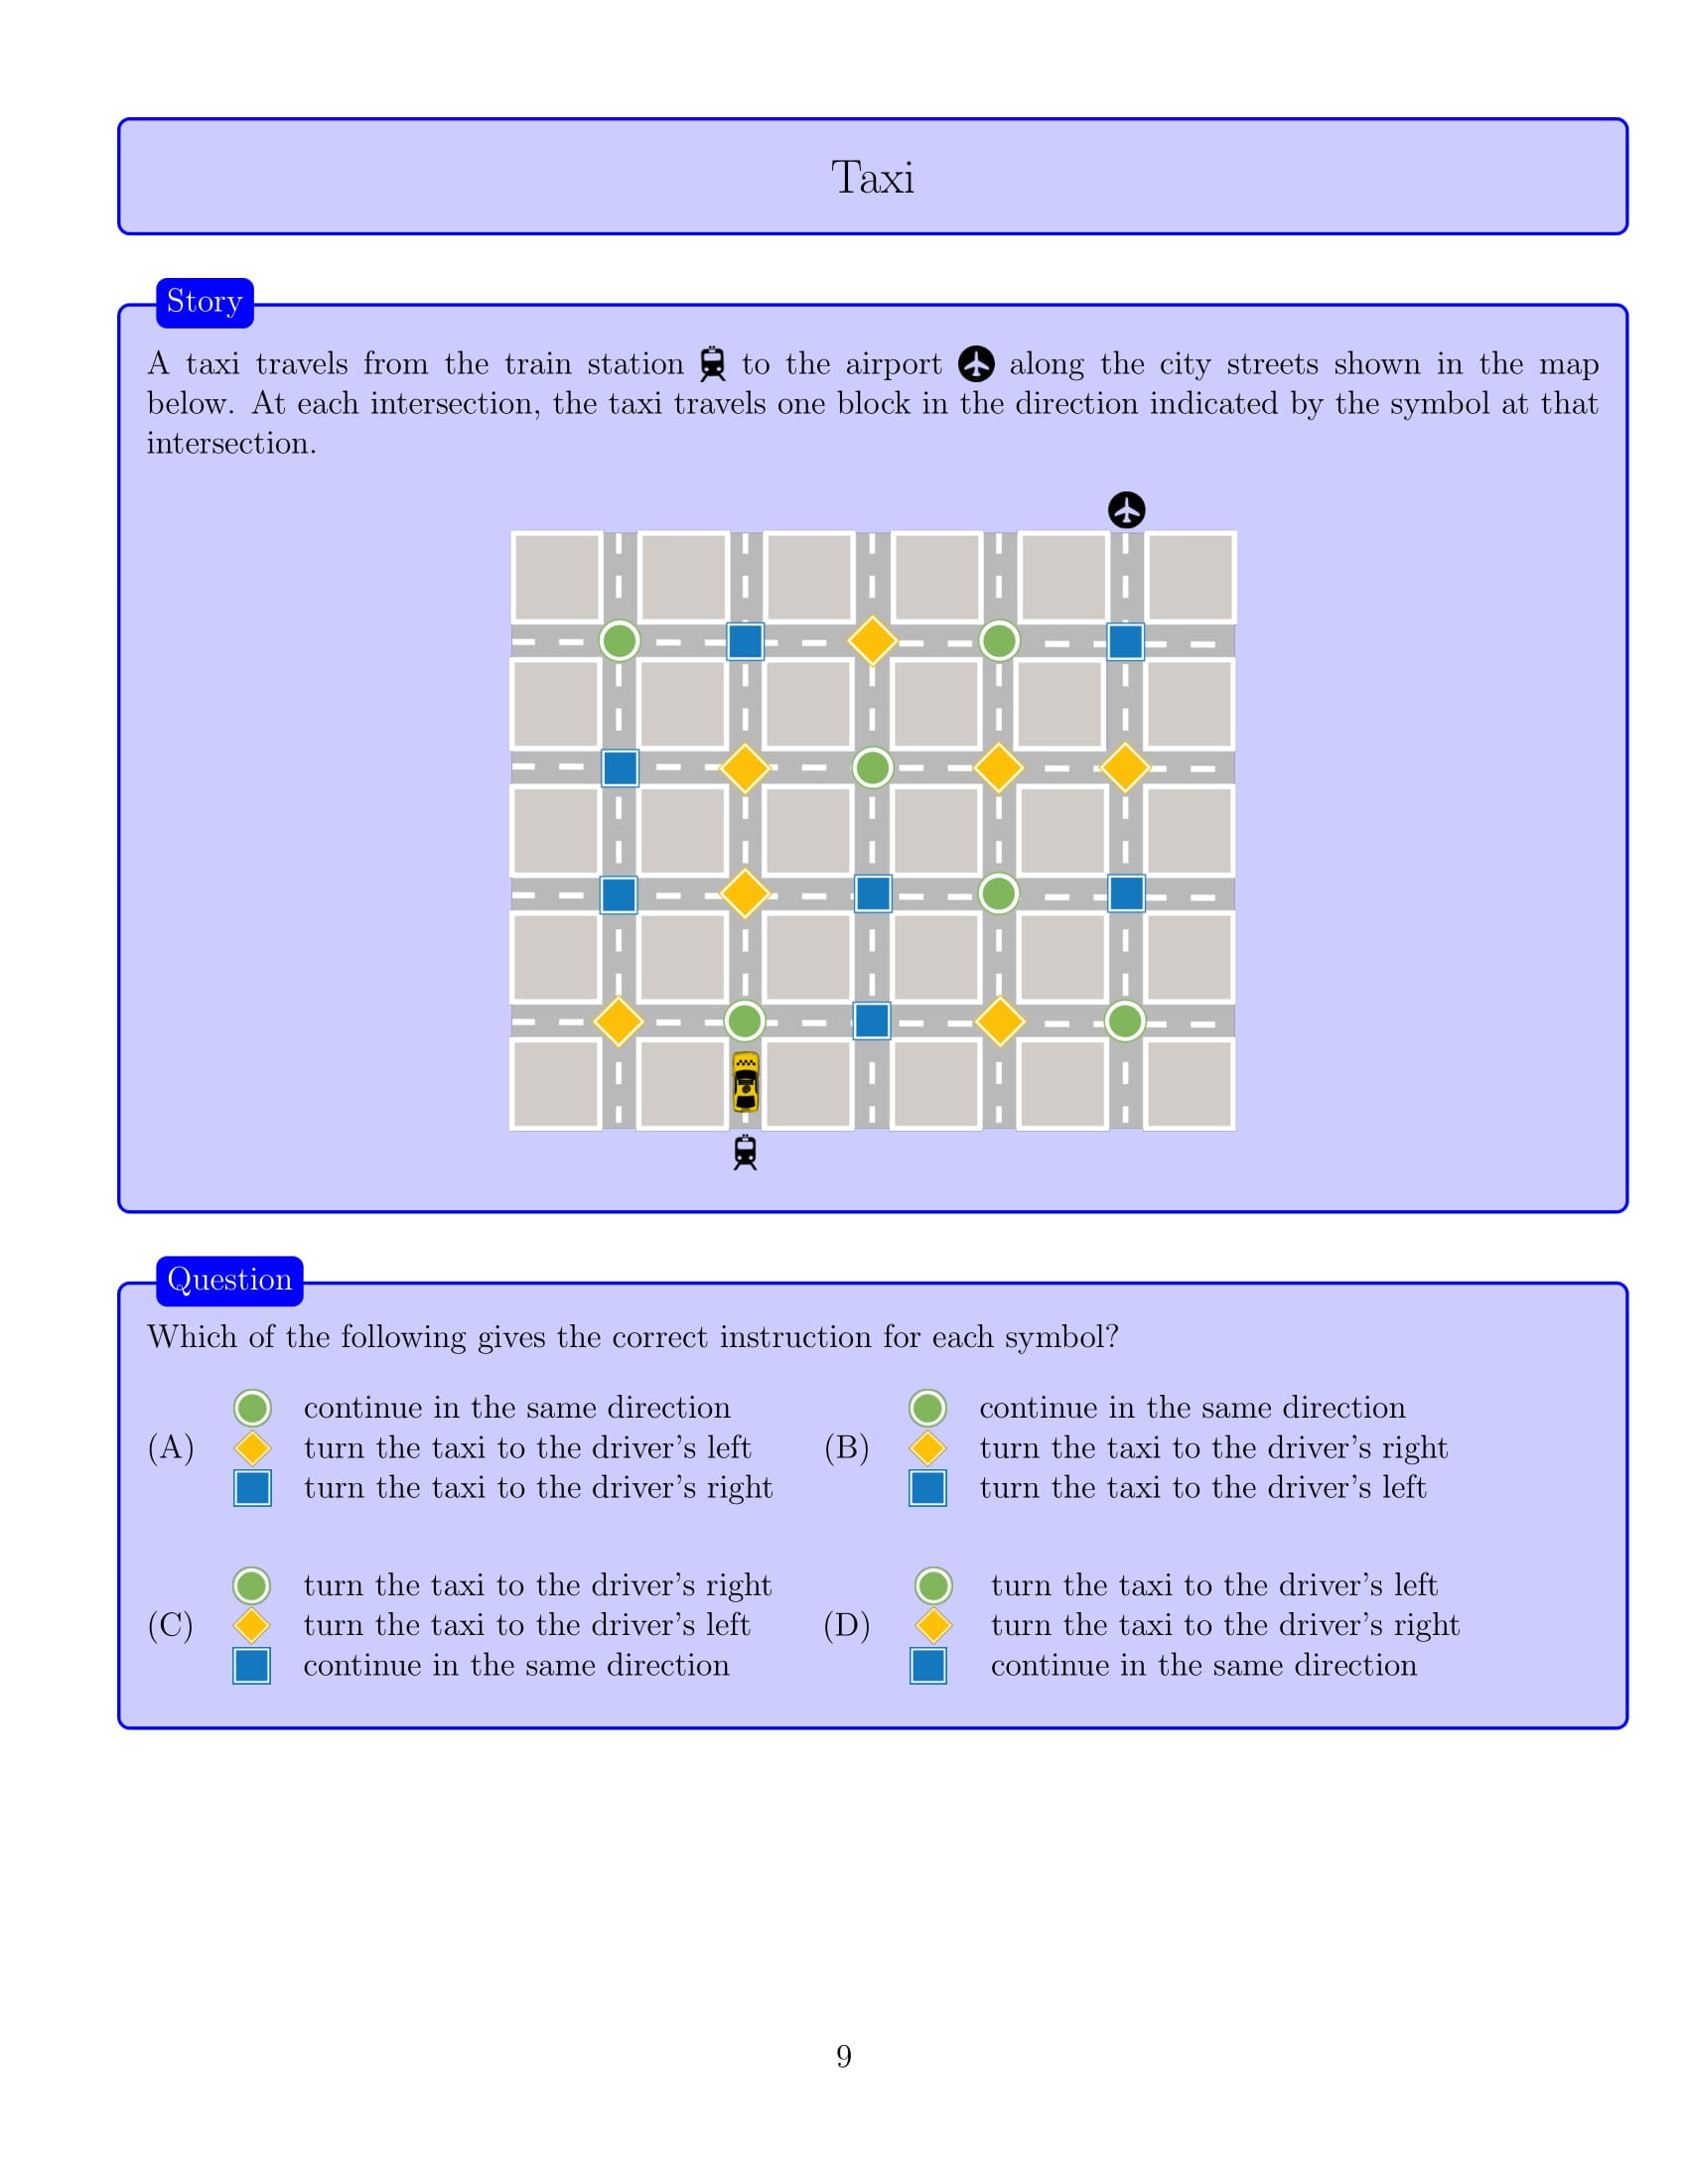 Taxi
Story
A taxi travels from the train station to the airport along the city streets shown in the map
below. At each intersection, the taxi travels one block in the direction indicated by the symbol at that
intersection.
Question
Which of the following gives the correct instruction for each symbol?
(A)
continue in the same direction
turn the taxi to the driver's left
turn the taxi to the driver's right
(B)
continue in the same direction
turn the taxi to the driver's right
turn the taxi to the driver's left
(C)
turn the taxi to the driver's right
turn the taxi to the driver's left
continue in the same direction
(D)
turn the taxi to the driver's left
turn the taxi to the driver's right
continue in the same direction
9